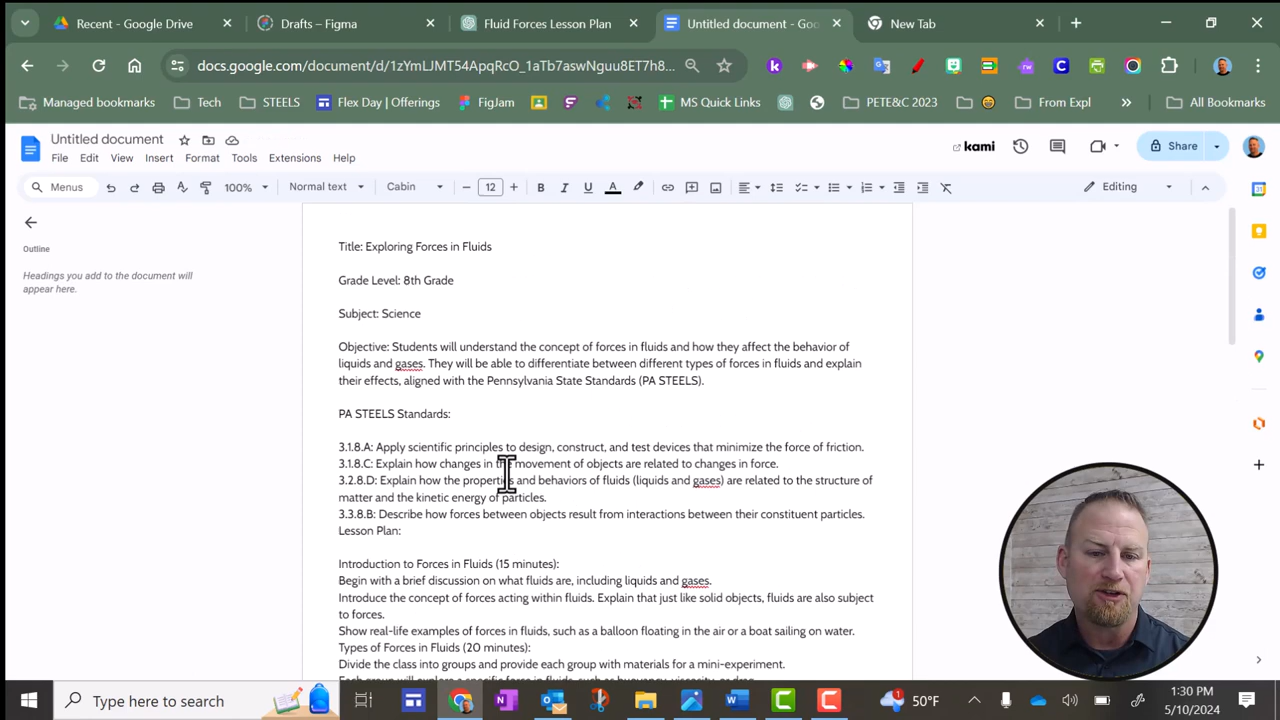 Recent - Google Drive
Drafts – Figma
Fluid Forces Lesson Plan
Untitled document - Goo
New Tab
docs.google.com/document/d/1zYmLJMT54ApqRcO_1aTb7aswNguu8ET7h8...
Managed bookmarks
Tech
STEELS
Flex Day | Offerings
FigJam
MS Quick Links
PETE&C 2023
From Expl
All Bookmarks
Untitled document
File Edit View Insert Format Tools Extensions Help
kami
Share
Menus
100%
Normal text
Cabin
12
Editing
Outline
Headings you add to the document will
appear here.
Title: Exploring Forces in Fluids
Grade Level: 8th Grade
Subject: Science
Objective: Students will understand the concept of forces in fluids and how they affect the behavior of
liquids and gases. They will be able to differentiate between different types of forces in fluids and explain
their effects, aligned with the Pennsylvania State Standards (PA STEELS).
PA STEELS Standards:
3.1.8.A: Apply scientific principles to design, construct, and test devices that minimize the force of friction.
3.1.8.C: Explain how changes in the movement of objects are related to changes in force.
3.2.8.D: Explain how the properties and behaviors of fluids (liquids and gases) are related to the structure of
matter and the kinetic energy of particles.
3.3.8.B: Describe how forces between objects result from interactions between their constituent particles.
Lesson Plan:
Introduction to Forces in Fluids (15 minutes):
Begin with a brief discussion on what fluids are, including liquids and gases.
Introduce the concept of forces acting within fluids. Explain that just like solid objects, fluids are also subject
to forces.
Show real-life examples of forces in fluids, such as a balloon floating in the air or a boat sailing on water.
Types of Forces in Fluids (20 minutes):
Divide the class into groups and provide each group with materials for a mini-experiment.
Type here to search
50°F
1:30 PM
5/10/2024